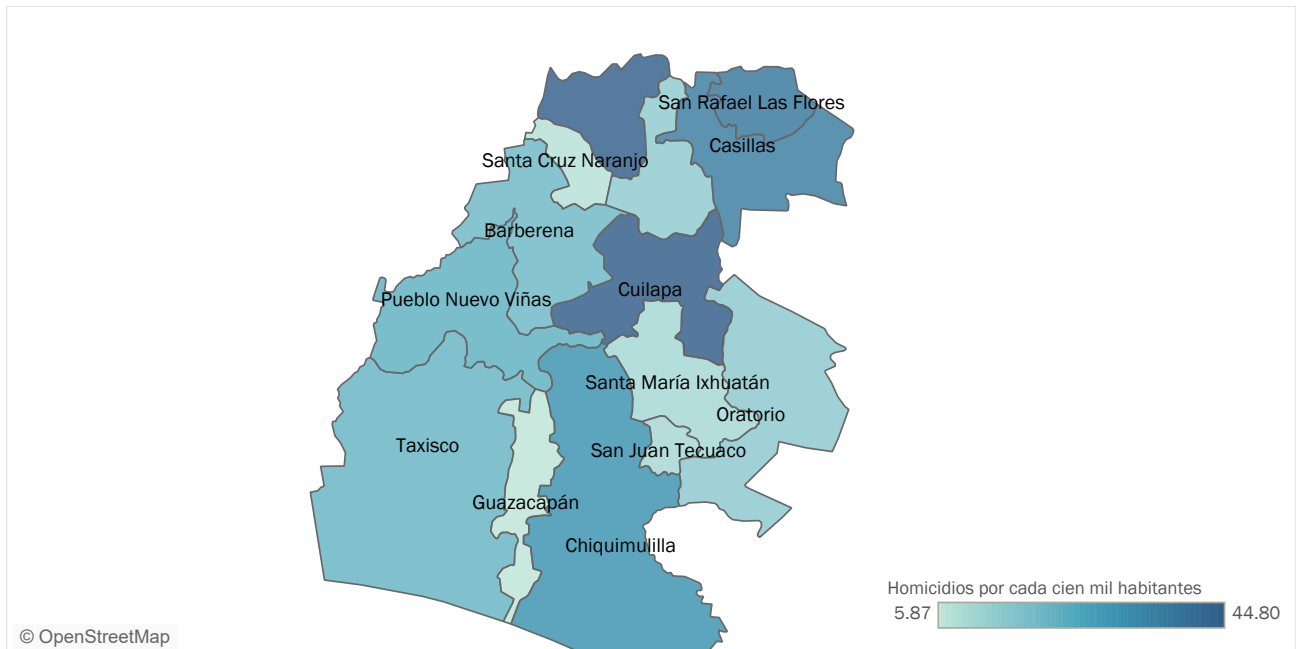 San Rafael Las Flores
Casillas
Santa Cruz Naranjo
Barberena
Cuilapa
Pueblo Nuevo Viñas
Santa María Ixhuatán
Oratorio
Taxisco
San Juan Tecuaco
Guazacapán
Chiquimulilla
Homicidios por cada cien mil habitantes
5.87 44.80
© OpenStreetMap